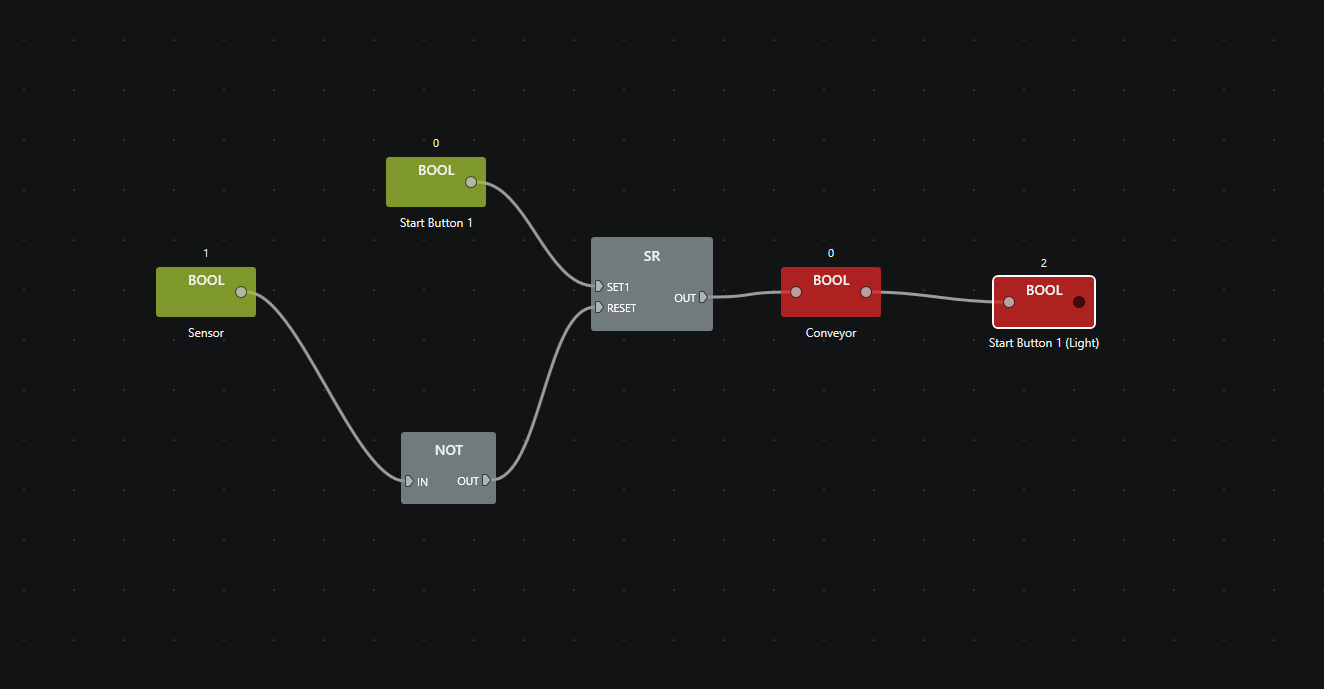 0
BOOL
Start Button 1
1
BOOL
Sensor
SR
SET1
RESET
OUT
0
BOOL
Conveyor
2
BOOL
Start Button 1 (Light)
NOT
IN
OUT